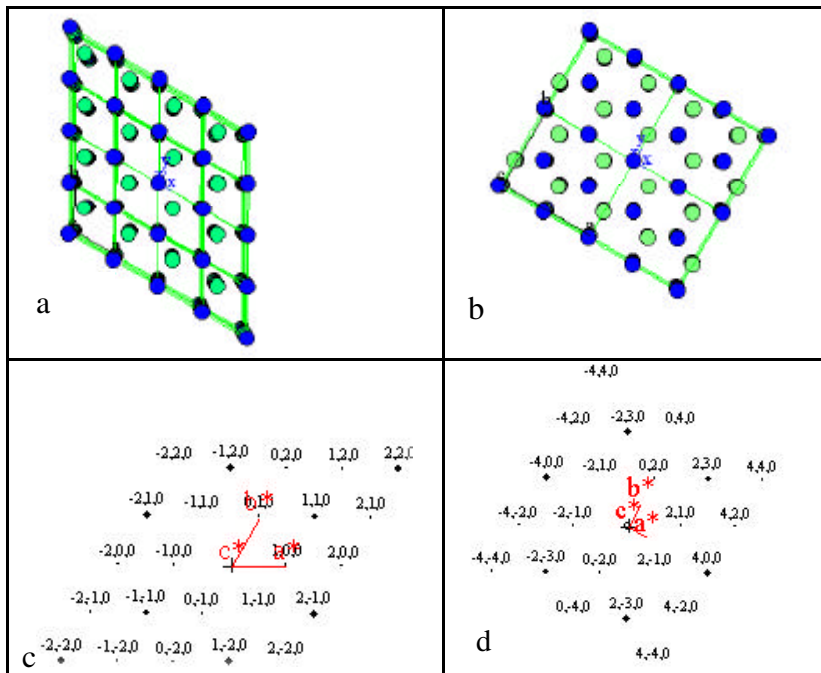 y
x
a
b
y
x
c
a
b
-2,2,0 -1,2,0 0,2,0 1,2,0 2,2,0
b*
-2,1,0 -1,1,0 0,1,0 1,1,0 2,1,0
c* a*
-2,0,0 -1,0,0 1,0,0 2,0,0
-2,-1,0 -1,-1,0 0,-1,0 1,-1,0 2,-1,0
-2,-2,0 -1,-2,0 0,-2,0 1,-2,0 2,-2,0
c
-4,4,0
-4,2,0 -2,3,0 0,4,0
-4,0,0 -2,1,0 0,2,0 2,3,0 4,4,0
b*
c*
a*
-4,-2,0 -2,-1,0 2,1,0 4,2,0
-4,-4,0 -2,-3,0 0,-2,0 2,-1,0 4,0,0
0,-4,0 2,-3,0 4,-2,0
4,-4,0
d